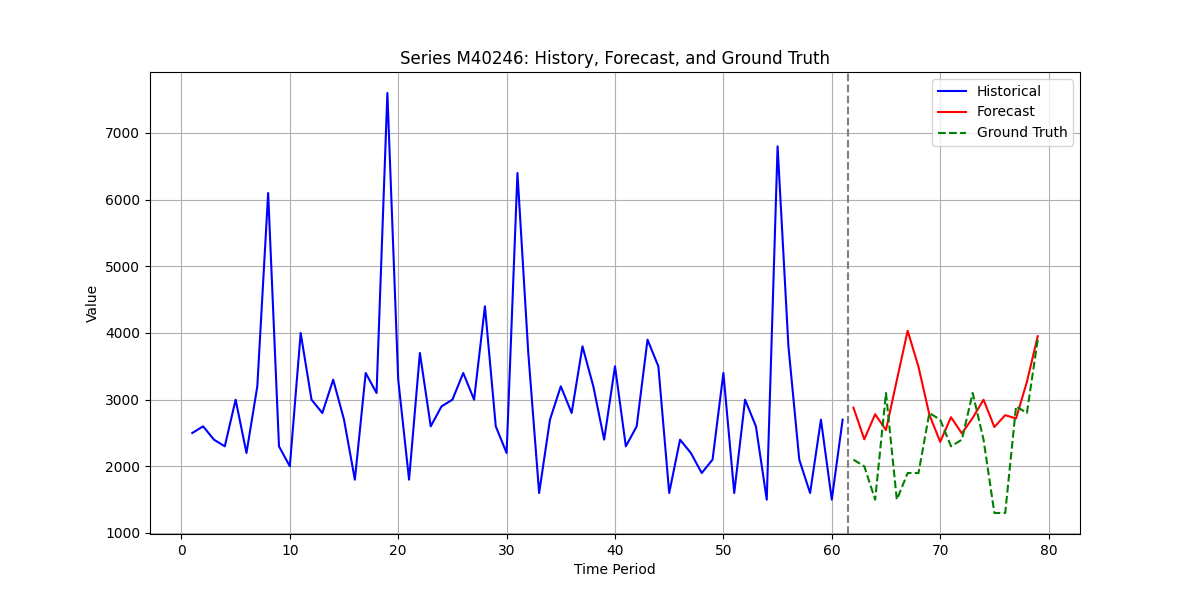 Series M40246: History, Forecast, and Ground Truth
Historical
Forecast
Ground Truth
Value
7000
6000
5000
4000
3000
2000
1000
0 10 20 30 40 50 60 70 80
Time Period